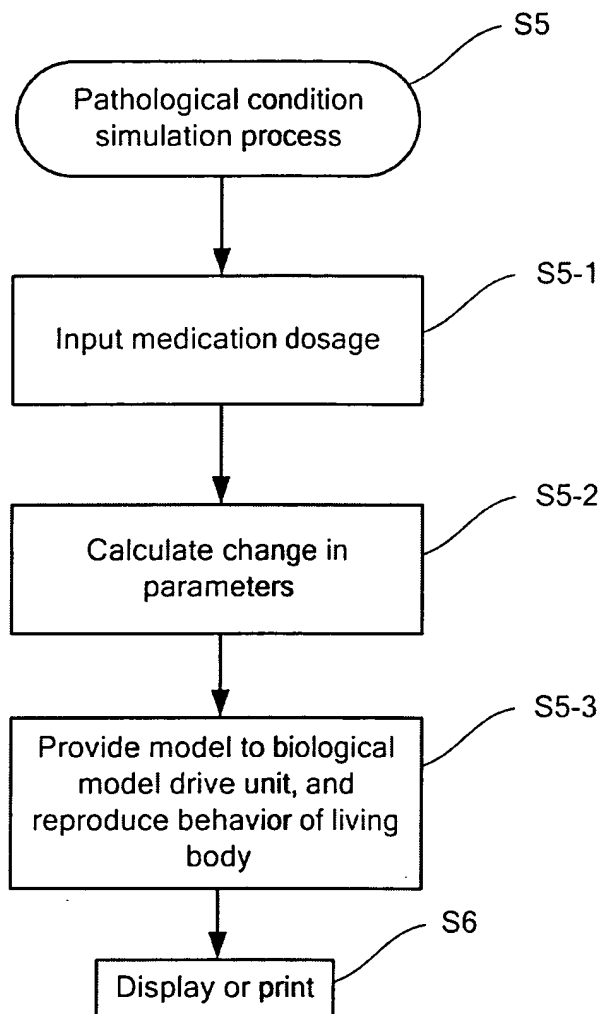 S5
Pathological condition
simulation process
S5-1
Input medication dosage
S5-2
Calculate change in
parameters
S5-3
Provide model to biological
model drive unit, and
reproduce behavior of living
body
S6
Display or print